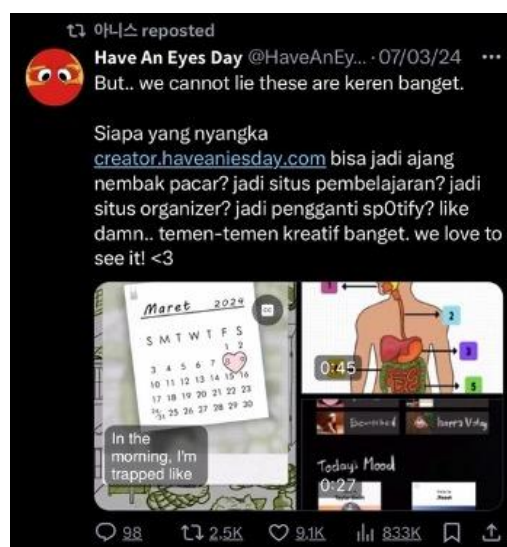 아니스 reposted
Have An Eyes Day @HaveAnEy... · 07/03/24
But.. we cannot lie these are keren banget.
Siapa yang nyangka
creator.haveaniesday.com bisa jadi ajang
nembak pacar? jadi situs pembelajaran? jadi
situs organizer? jadi pengganti sp0tify? like
damn.. temen-temen kreatif banget. we love to
see it! <3
Maret 2024
S M T W T F S
1 2
3 4 5 6 7 8
10 11 12 13 14 15 16
17 18 19 20 21 22 23
24/31 25 26 27 28 29 30
In the
morning, I'm
trapped like
1
2
3
5
0:45
Today's Mood
0:27
98 2,5K 9,1K 833K